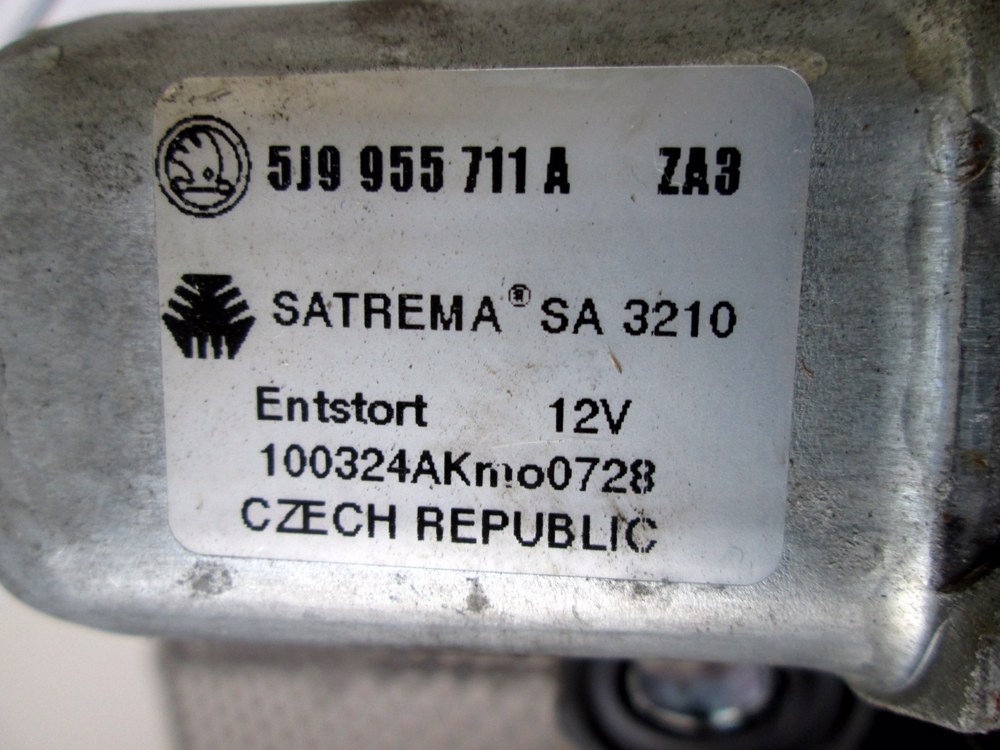 5J9 955 711 A ZA3
SATREMA® SA 3210
Entstort 12V
100324AKmo0728
CZECH REPUBLIC